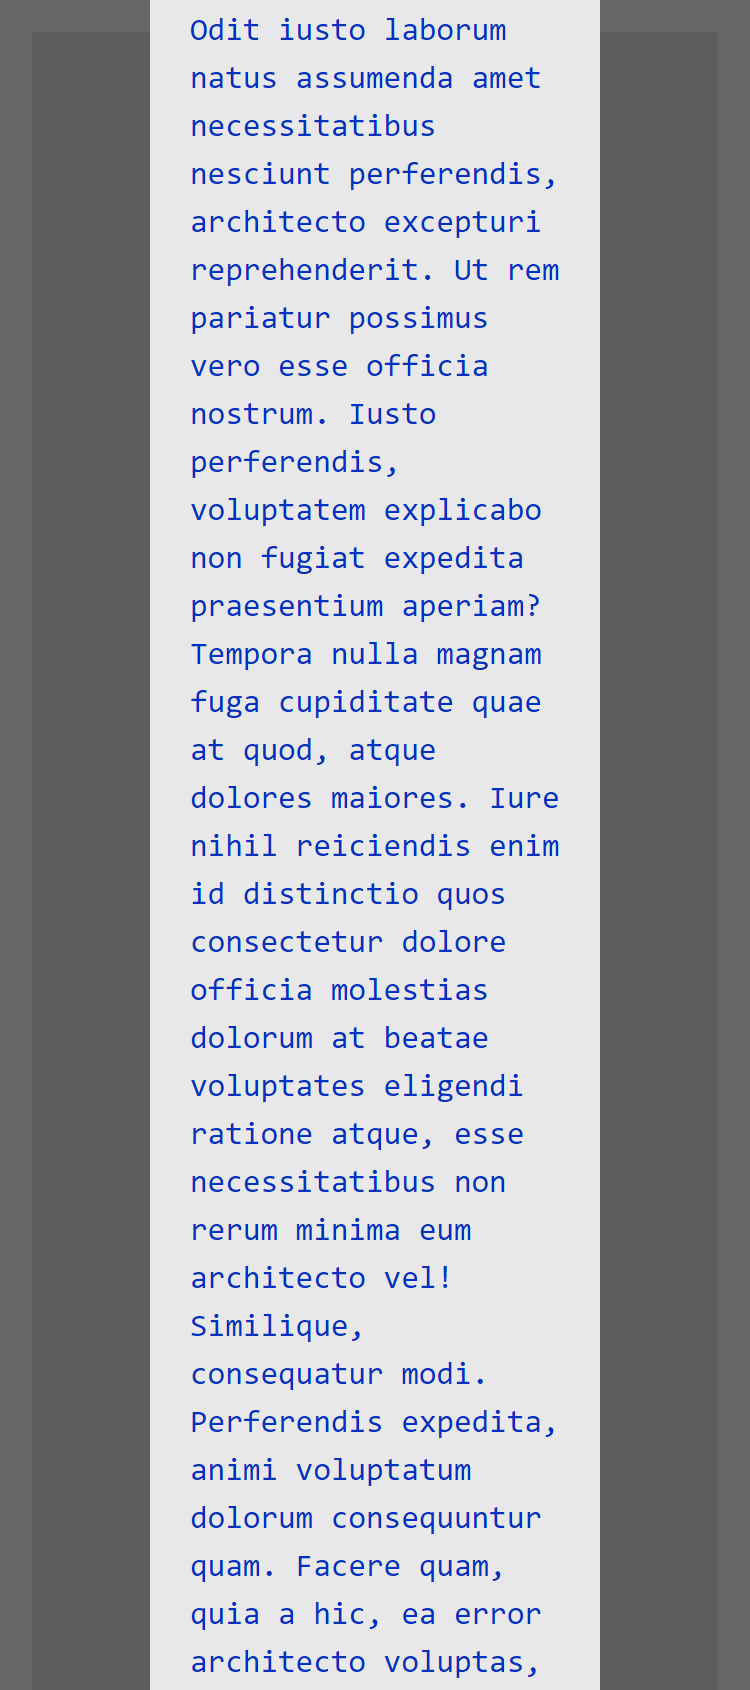 Odit iusto laborum
natus assumenda amet
necessitatibus
nesciunt perferendis,
architecto excepturi
reprehenderit. Ut rem
pariatur possimus
vero esse officia
nostrum. Iusto
perferendis,
voluptatem explicabo
non fugiat expedita
praesentium aperiam?
Tempora nulla magnam
fuga cupiditate quae
at quod, atque
dolores maiores. Iure
nihil reiciendis enim
id distinctio quos
consectetur dolore
officia molestias
dolorum at beatae
voluptates eligendi
ratione atque, esse
necessitatibus non
rerum minima eum
architecto vel!
Similique,
consequatur modi.
Perferendis expedita,
animi voluptatum
dolorum consequuntur
quam. Facere quam,
quia a hic, ea error
architecto voluptas,